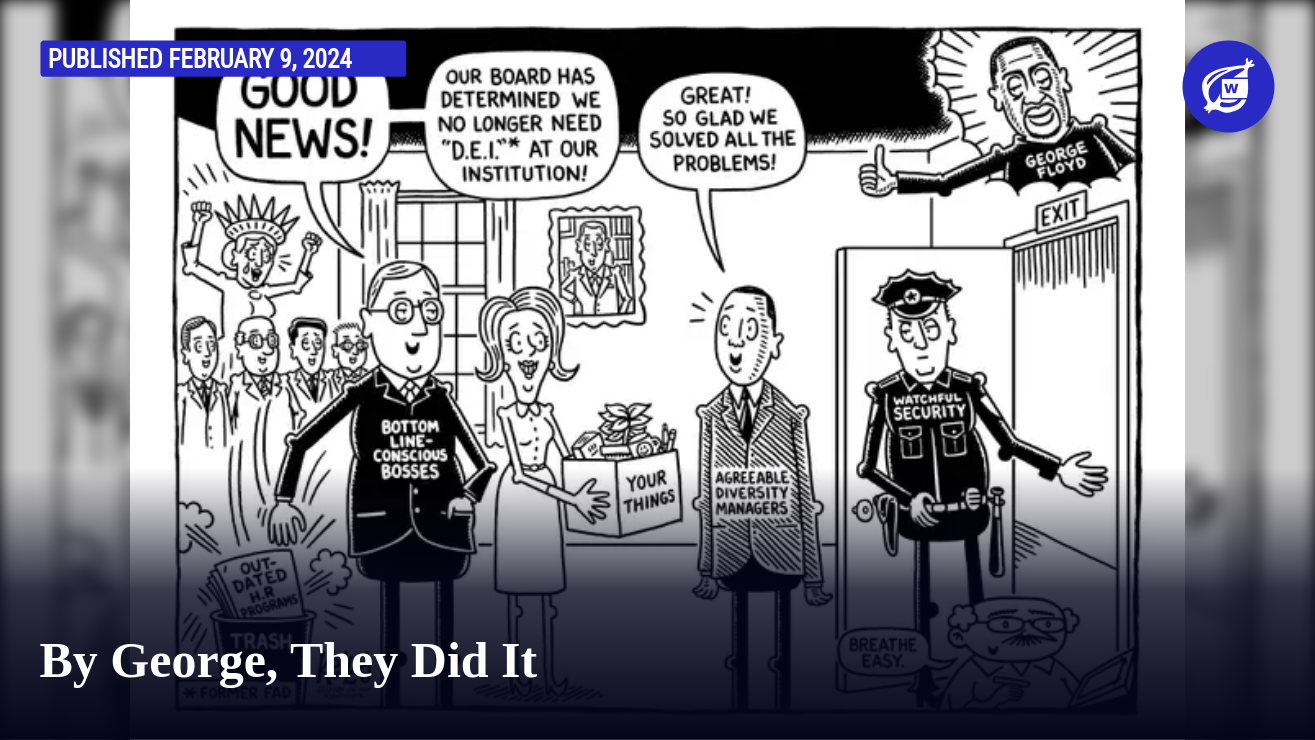 PUBLISHED FEBRUARY 9, 2024
W
GOOD
NEWS!
OUR BOARD HAS
DETERMINED WE
NO LONGER NEED
"D.E.I."* AT OUR
INSTITUTION!
GREAT!
SO GLAD WE
SOLVED ALL THE
PROBLEMS!
GEORGE
FLOYD
EXIT
BOTTOM
LINE-
CONSCIOUS
BOSSES
YOUR
THINGS
AGREEABLE
DIVERSITY
MANAGERS
WATCHFUL
SECURITY
OUT-
DATED
H.R
PROGRAMS
TRASH
BREATHE
EASY.
By George, They Did It
* FORMER FAD